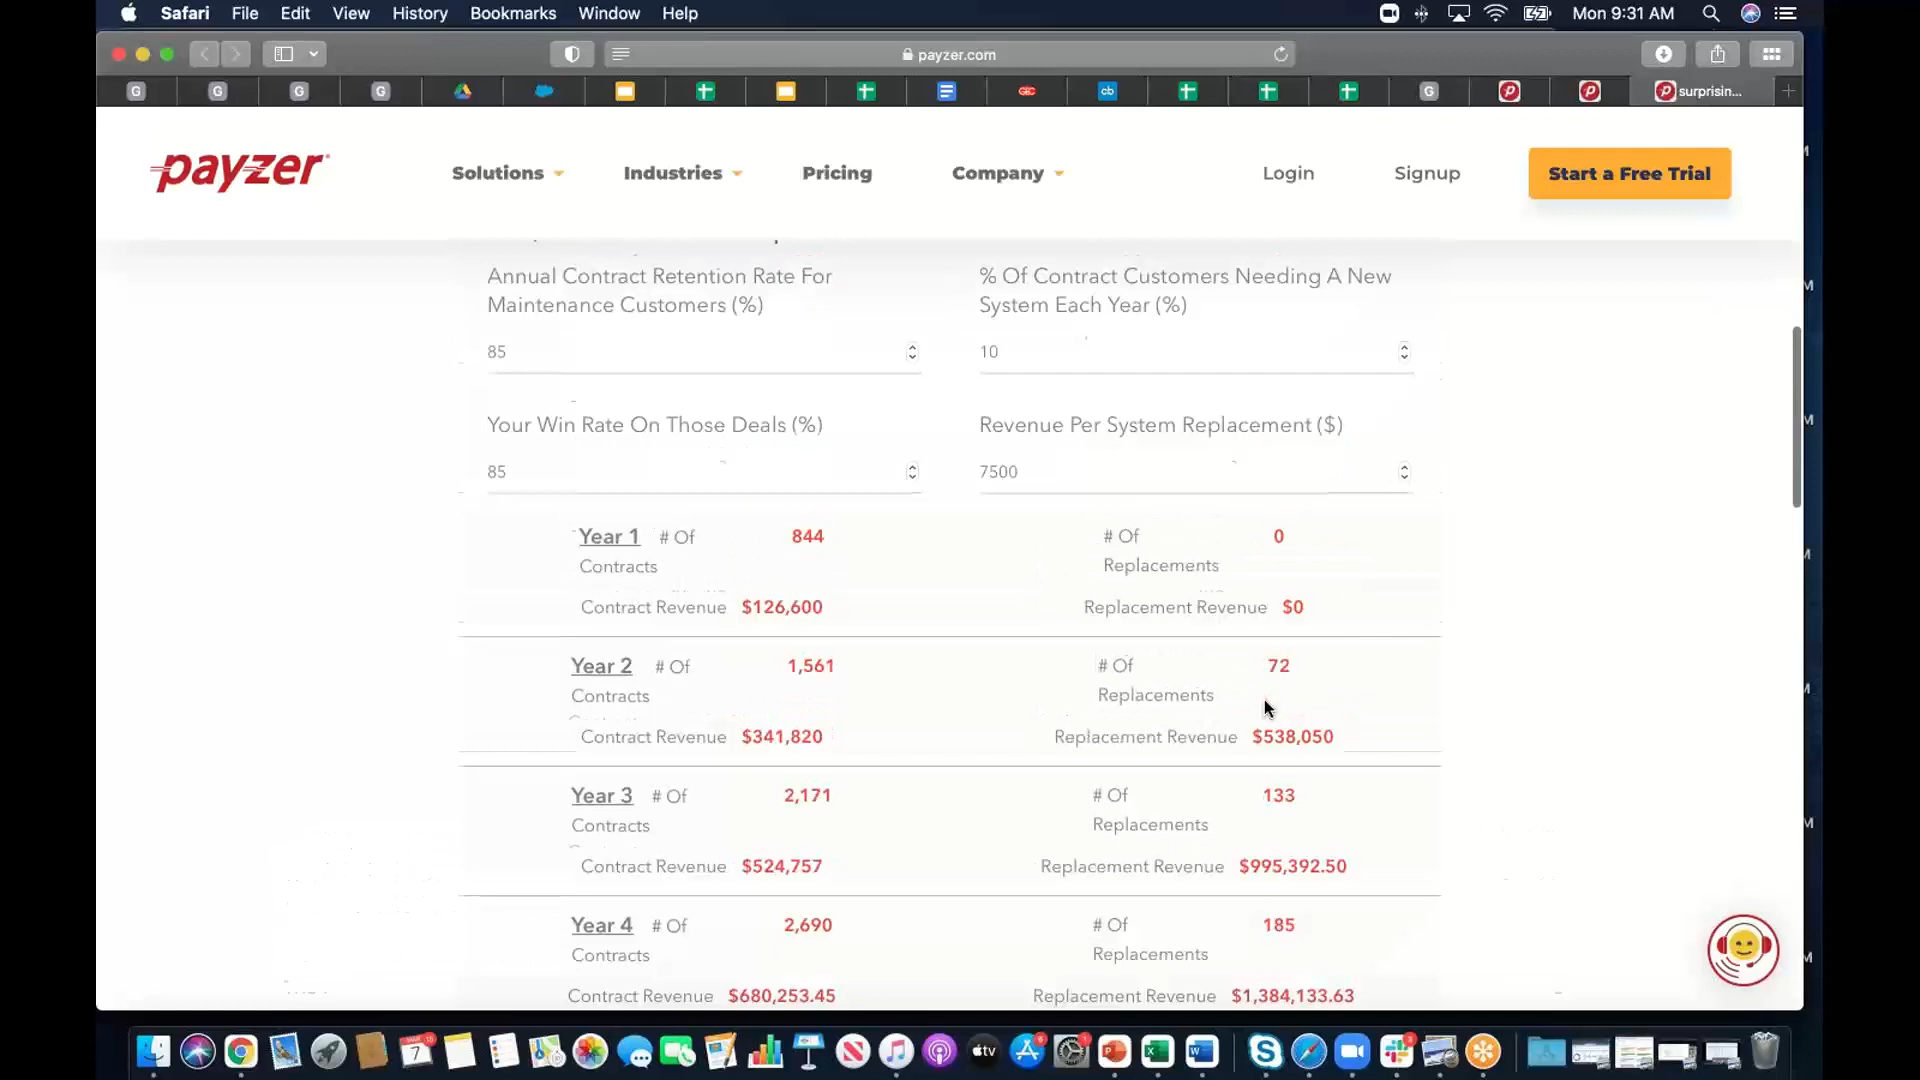 Safari File Edit View History Bookmarks Window Help Mon 9:31 AM
payzer.com
G G G G GEC cb G surprisin...
payzer
Solutions Industries Pricing Company Login Signup Start a Free Trial
Annual Contract Retention Rate For
Maintenance Customers (%)
% Of Contract Customers Needing A New
System Each Year (%)
85
10
Your Win Rate On Those Deals (%)
Revenue Per System Replacement ($)
85
7500
Year 1 # Of 844 # Of 0
Contracts Replacements
Contract Revenue $126,600 Replacement Revenue $0
Year 2 # Of 1,561 # Of 72
Contracts Replacements
Contract Revenue $341,820 Replacement Revenue $538,050
Year 3 # Of 2,171 # Of 133
Contracts Replacements
Contract Revenue $524,757 Replacement Revenue $995,392.50
Year 4 # Of 2,690 # Of 185
Contracts Replacements
Contract Revenue $680,253.45 Replacement Revenue $1,384,133.63